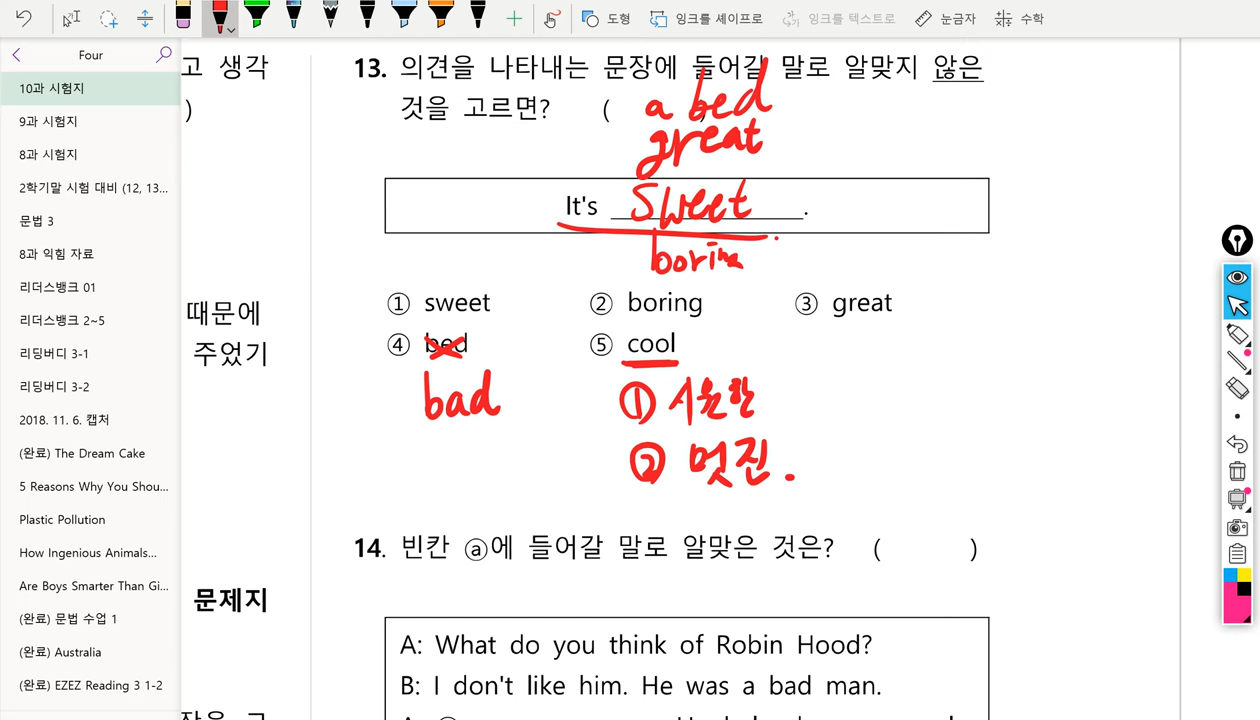 도형
잉크를 셰이프로
잉크를 텍스트로
눈금자
수학
Four
10과 시험지
9과 시험지
8과 시험지
2학기말 시험 대비 (12, 13...
문법 3
8과 익힘 자료
리더스뱅크 01
리더스뱅크 2~5
리딩버디 3-1
리딩버디 3-2
2018. 11. 6. 캡처
(완료) The Dream Cake
5 Reasons Why You Shou...
Plastic Pollution
How Ingenious Animals...
Are Boys Smarter Than Gi...
(완료) 문법 수업 1
(완료) Australia
(완료) EZEZ Reading 3 1-2
고 생각
)
때문에
주었기
문제지
13. 의견을 나타내는 문장에 들어갈 말로 알맞지 않은
것을 고르면? ( )
a bed
great
It's sweet .
boring
① sweet ② boring ③ great
④ bed ⑤ cool
bad
① 시원한
② 멋진.
14. 빈칸 ⓐ에 들어갈 말로 알맞은 것은? ( )
A: What do you think of Robin Hood?
B: I don't like him. He was a bad man.